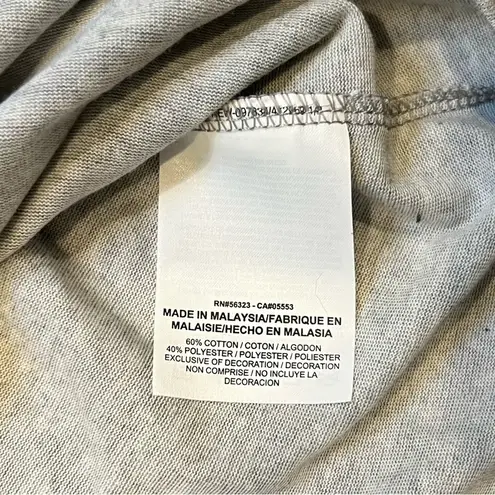 RN#56323 - CA#05553
MADE IN MALAYSIA/FABRIQUE EN
MALAISIE/HECHO EN MALASIA
60% COTTON / COTON / ALGODON
40% POLYESTER / POLYESTER / POLIESTER
EXCLUSIVE OF DECORATION / DECORATION
NON COMPRISE / NO INCLUYE LA
DECORACION